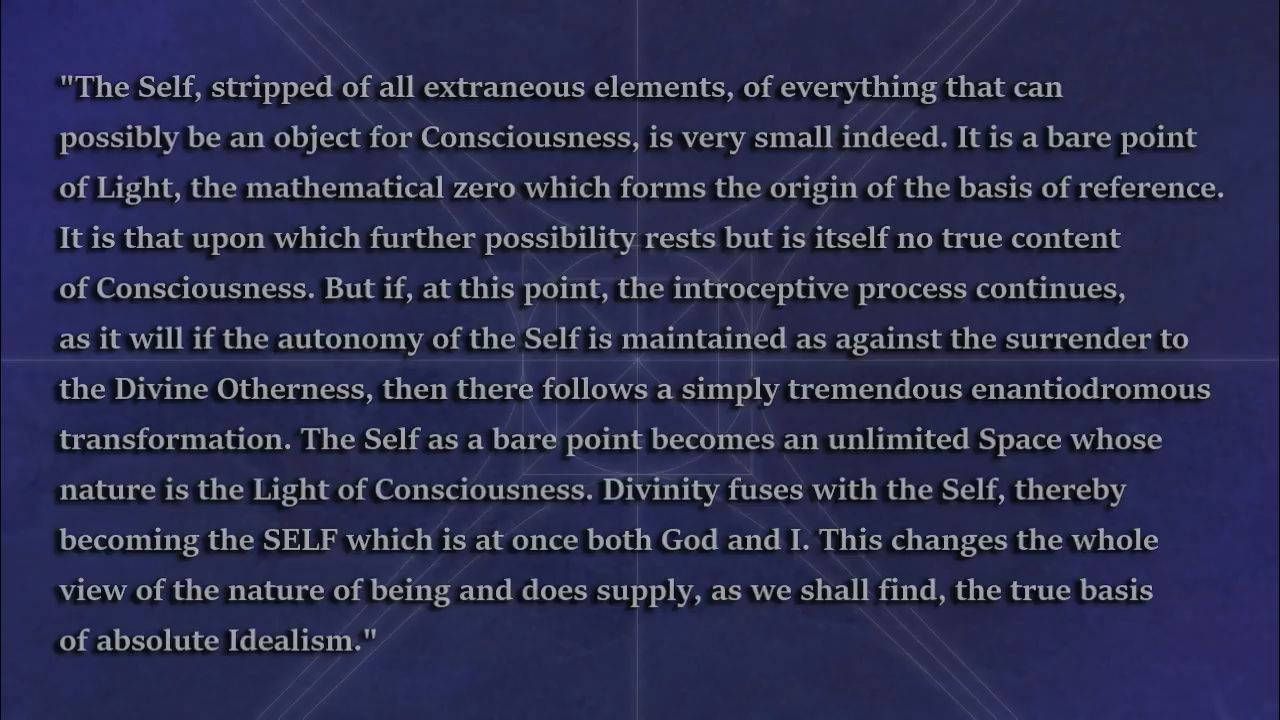 "The Self, stripped of all extraneous elements, of everything that can
possibly be an object for Consciousness, is very small indeed. It is a bare point
of Light, the mathematical zero which forms the origin of the basis of reference.
It is that upon which further possibility rests but is itself no true content
of Consciousness. But if, at this point, the introceptive process continues,
as it will if the autonomy of the Self is maintained as against the surrender to
the Divine Otherness, then there follows a simply tremendous enantiodromous
transformation. The Self as a bare point becomes an unlimited Space whose
nature is the Light of Consciousness. Divinity fuses with the Self, thereby
becoming the SELF which is at once both God and I. This changes the whole
view of the nature of being and does supply, as we shall find, the true basis
of absolute Idealism."